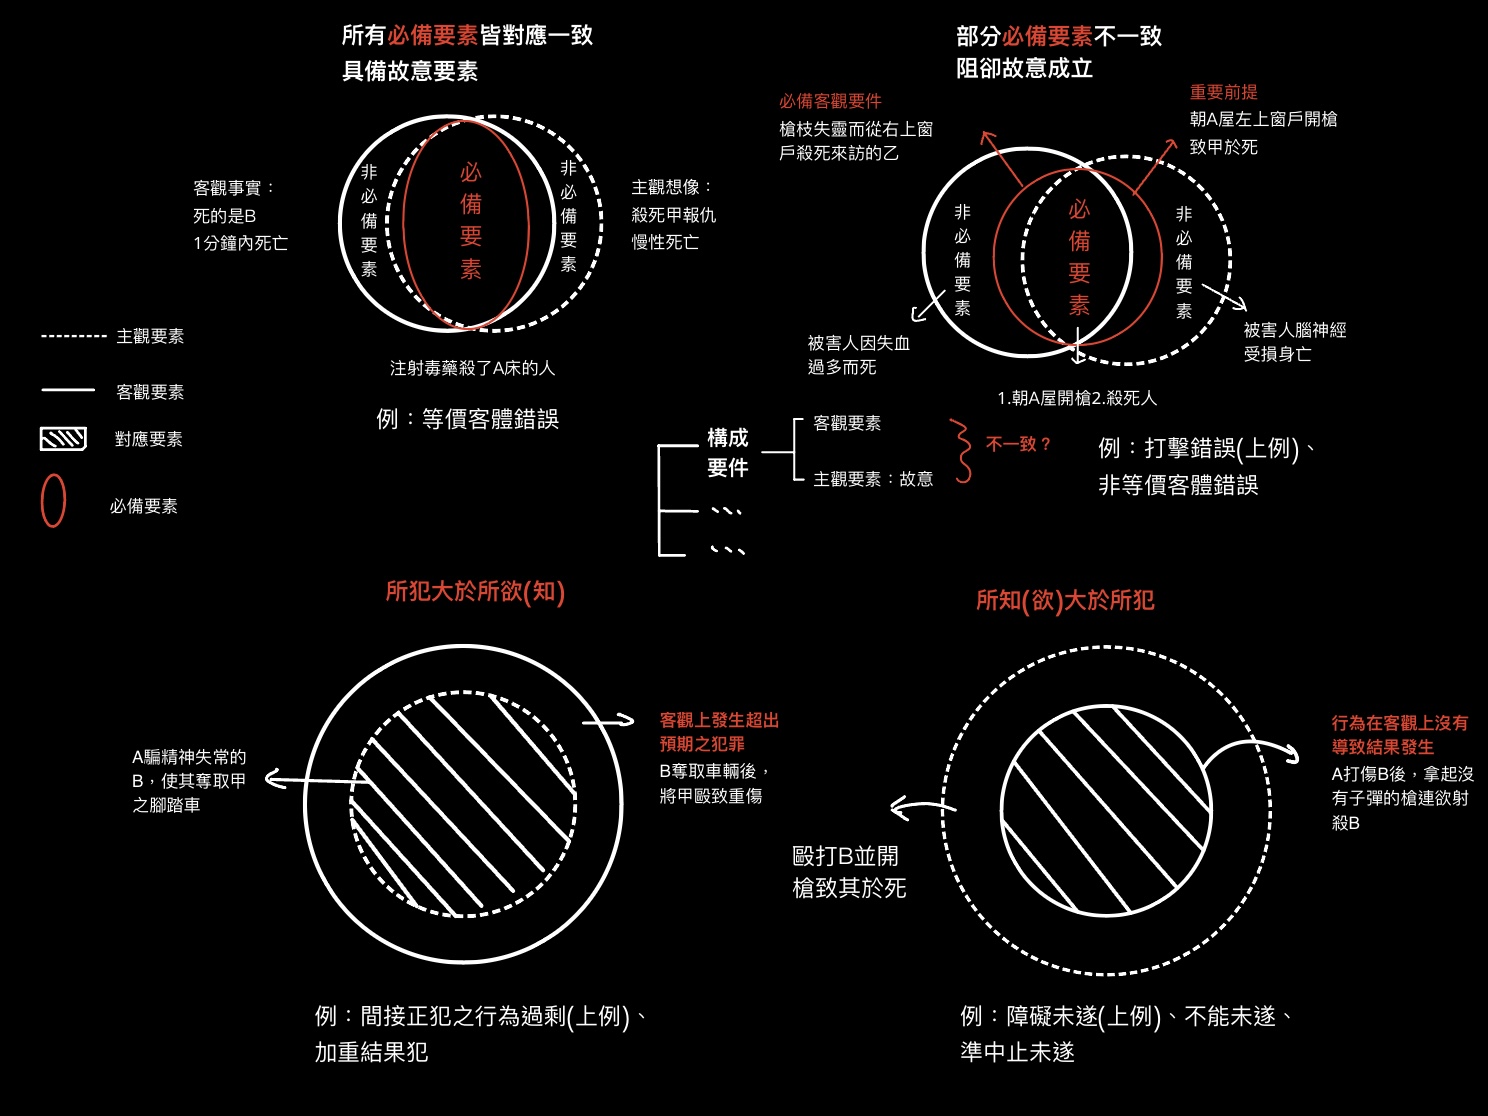 所有必備要素皆對應一致
具備故意要素
客觀事實：
死的是B
1分鐘內死亡
非必備要素
必備要素
非必備要素
主觀想像：
殺死甲報仇
慢性死亡
注射毒藥殺了A床的人
例：等價客體錯誤
部分必備要素不一致
阻卻故意成立
必備客觀要件
槍枝失靈而從右上窗
戶殺死來訪的乙
重要前提
朝A屋左上窗戶開槍
致甲於死
非必備要素
必備要素
非必備要素
被害人因失血
過多而死
被害人腦神經
受損身亡
1.朝A屋開槍2.殺死人
例：打擊錯誤(上例)、
非等價客體錯誤
主觀要素
客觀要素
對應要素
必備要素
構成
要件
客觀要素
主觀要素：故意
不一致？
所犯大於所欲(知)
A騙精神失常的
B，使其奪取甲
之腳踏車
客觀上發生超出
預期之犯罪
B奪取車輛後，
將甲毆致重傷
例：間接正犯之行為過剩(上例)、
加重結果犯
所知(欲)大於所犯
毆打B並開
槍致其於死
行為在客觀上沒有
導致結果發生
A打傷B後，拿起沒
有子彈的槍連欲射
殺B
例：障礙未遂(上例)、不能未遂、
準中止未遂